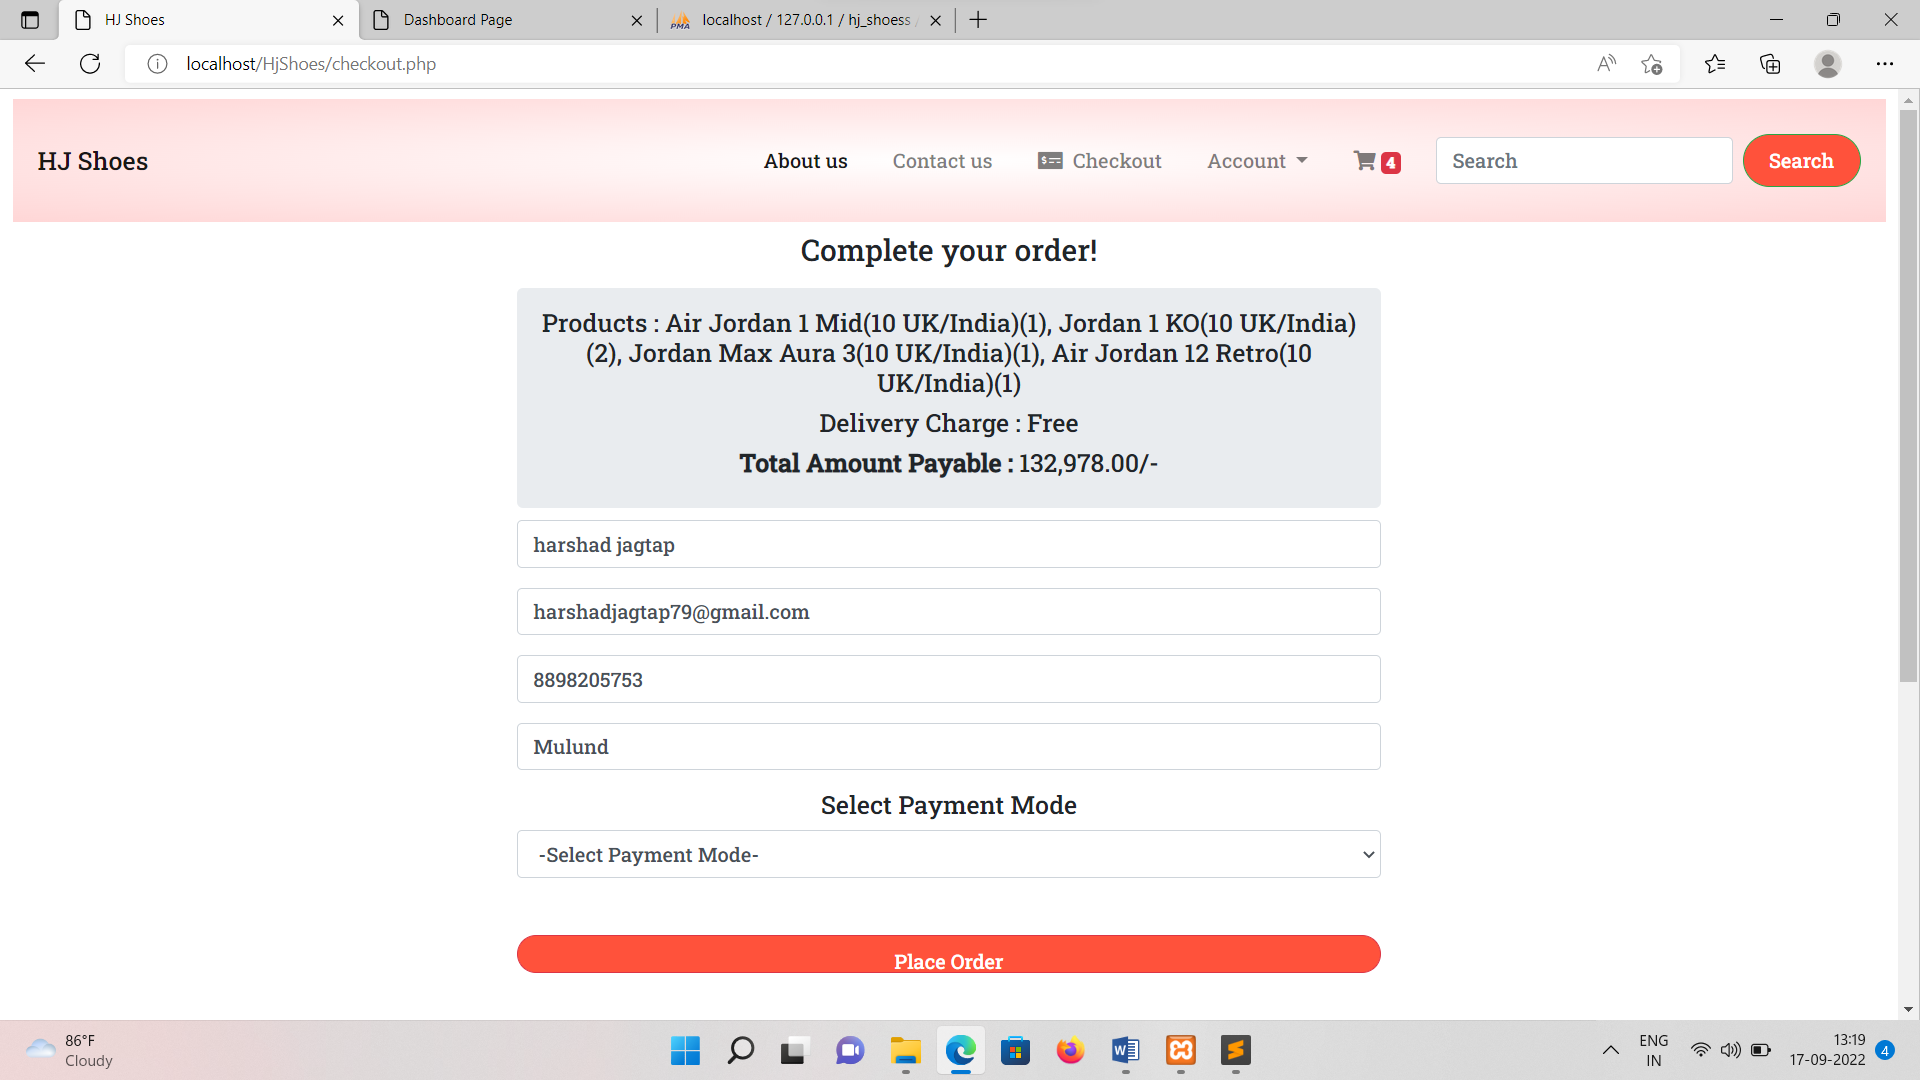 HJ Shoes
Dashboard Page
localhost / 127.0.0.1 / hj_shoess
localhost/HjShoes/checkout.php
HJ Shoes
About us
Contact us
Checkout
Account
4
Search
Search
Complete your order!
Products : Air Jordan 1 Mid(10 UK/India)(1), Jordan 1 KO(10 UK/India)
(2), Jordan Max Aura 3(10 UK/India)(1), Air Jordan 12 Retro(10
UK/India)(1)
Delivery Charge : Free
Total Amount Payable : 132,978.00/-
harshad jagtap
harshadjagtap79@gmail.com
8898205753
Mulund
Select Payment Mode
-Select Payment Mode-
Place Order
86°F
Cloudy
ENG
IN
13:19
17-09-2022
4